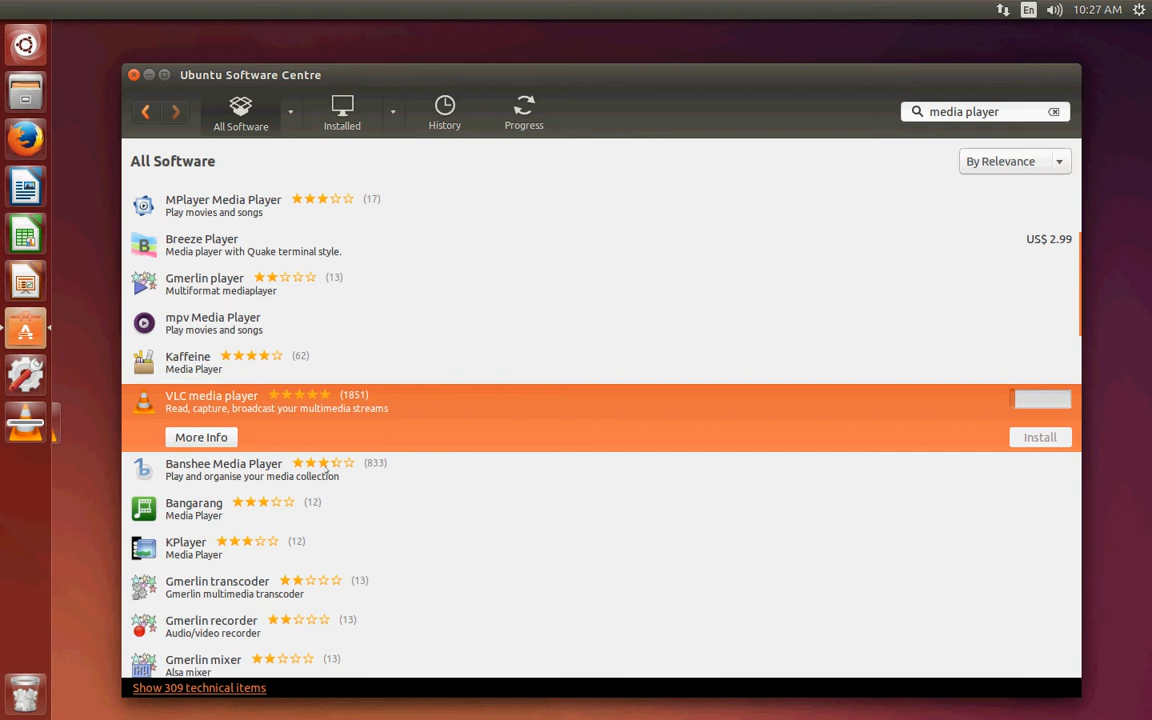 En 10:27 AM
Ubuntu Software Centre
All Software Installed History Progress media player
All Software By Relevance
MPlayer Media Player (17)
Play movies and songs
Breeze Player US$ 2.99
Media player with Quake terminal style.
Gmerlin player (13)
Multiformat mediaplayer
mpv Media Player
Play movies and songs
Kaffeine (62)
Media Player
VLC media player (1851)
Read, capture, broadcast your multimedia streams
More Info Install
Banshee Media Player (833)
Play and organise your media collection
Bangarang (12)
Media Player
KPlayer (12)
Media Player
Gmerlin transcoder (13)
Gmerlin multimedia transcoder
Gmerlin recorder (13)
Audio/video recorder
Gmerlin mixer (13)
Alsa mixer
Show 309 technical items